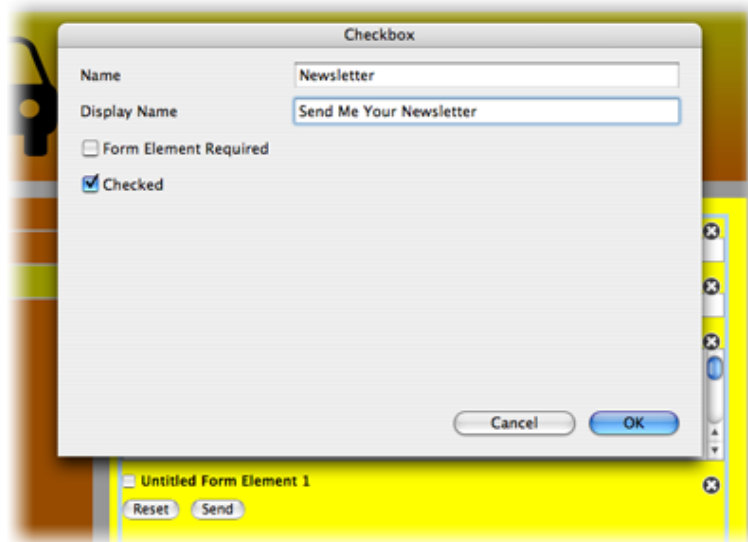 Checkbox
Name Newsletter
Display Name Send Me Your Newsletter
Form Element Required
Checked
Cancel OK
Untitled Form Element 1
Reset Send